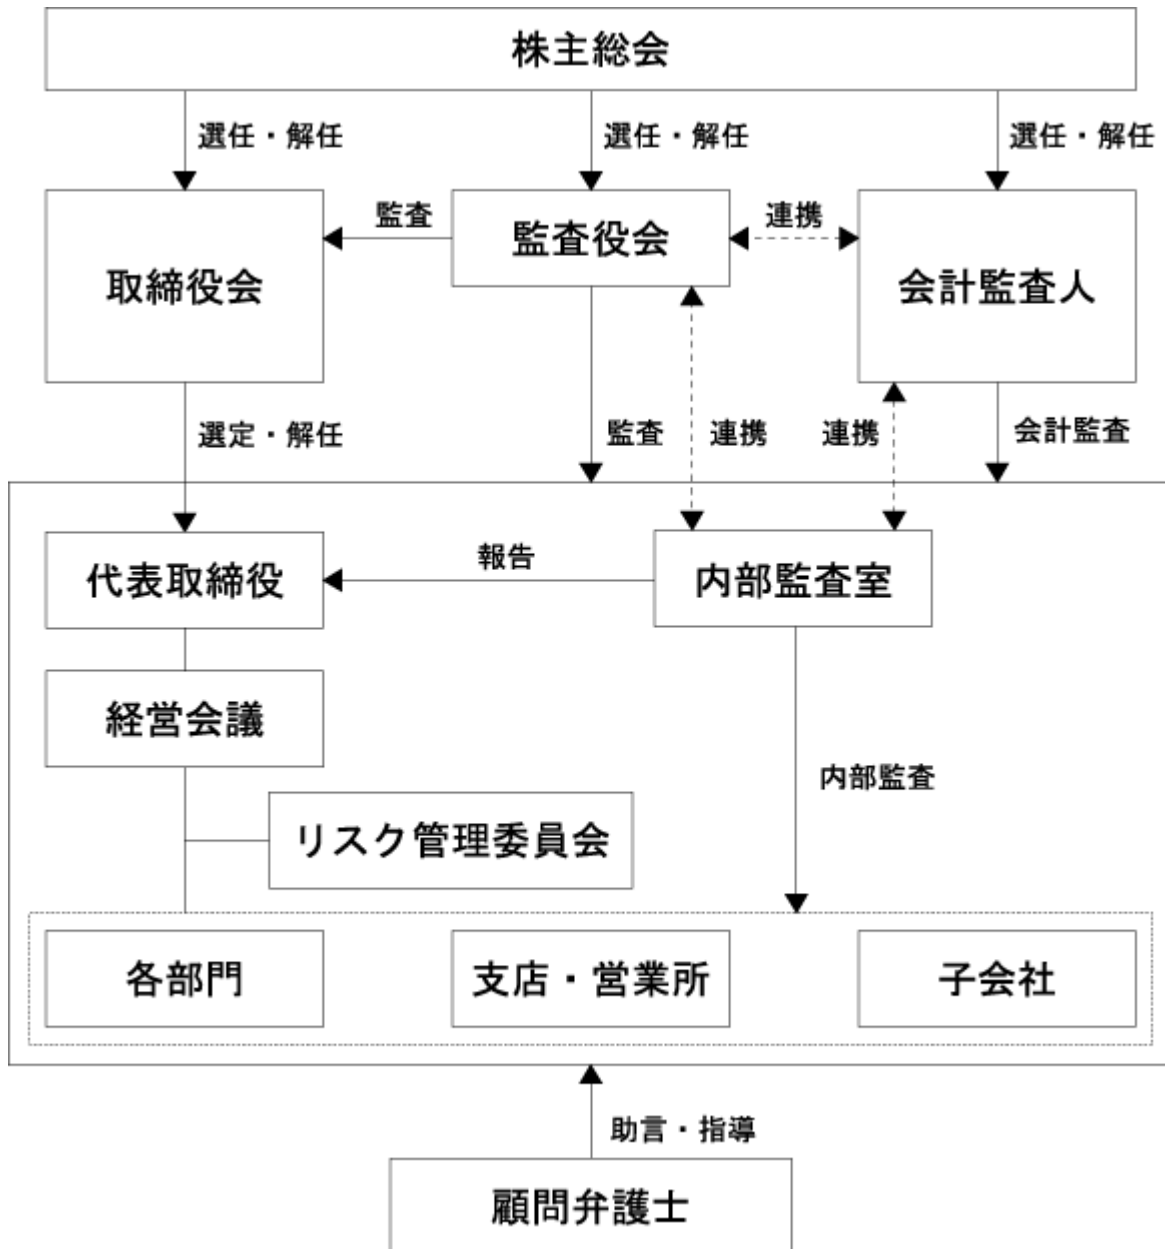 株主総会
選任・解任
選任・解任
選任・解任
取締役会
監査
監査役会
連携
会計監査人
選定・解任
監査
連携
連携
会計監査
代表取締役
報告
内部監査室
経営会議
内部監査
リスク管理委員会
各部門
支店・営業所
子会社
助言・指導
顧問弁護士